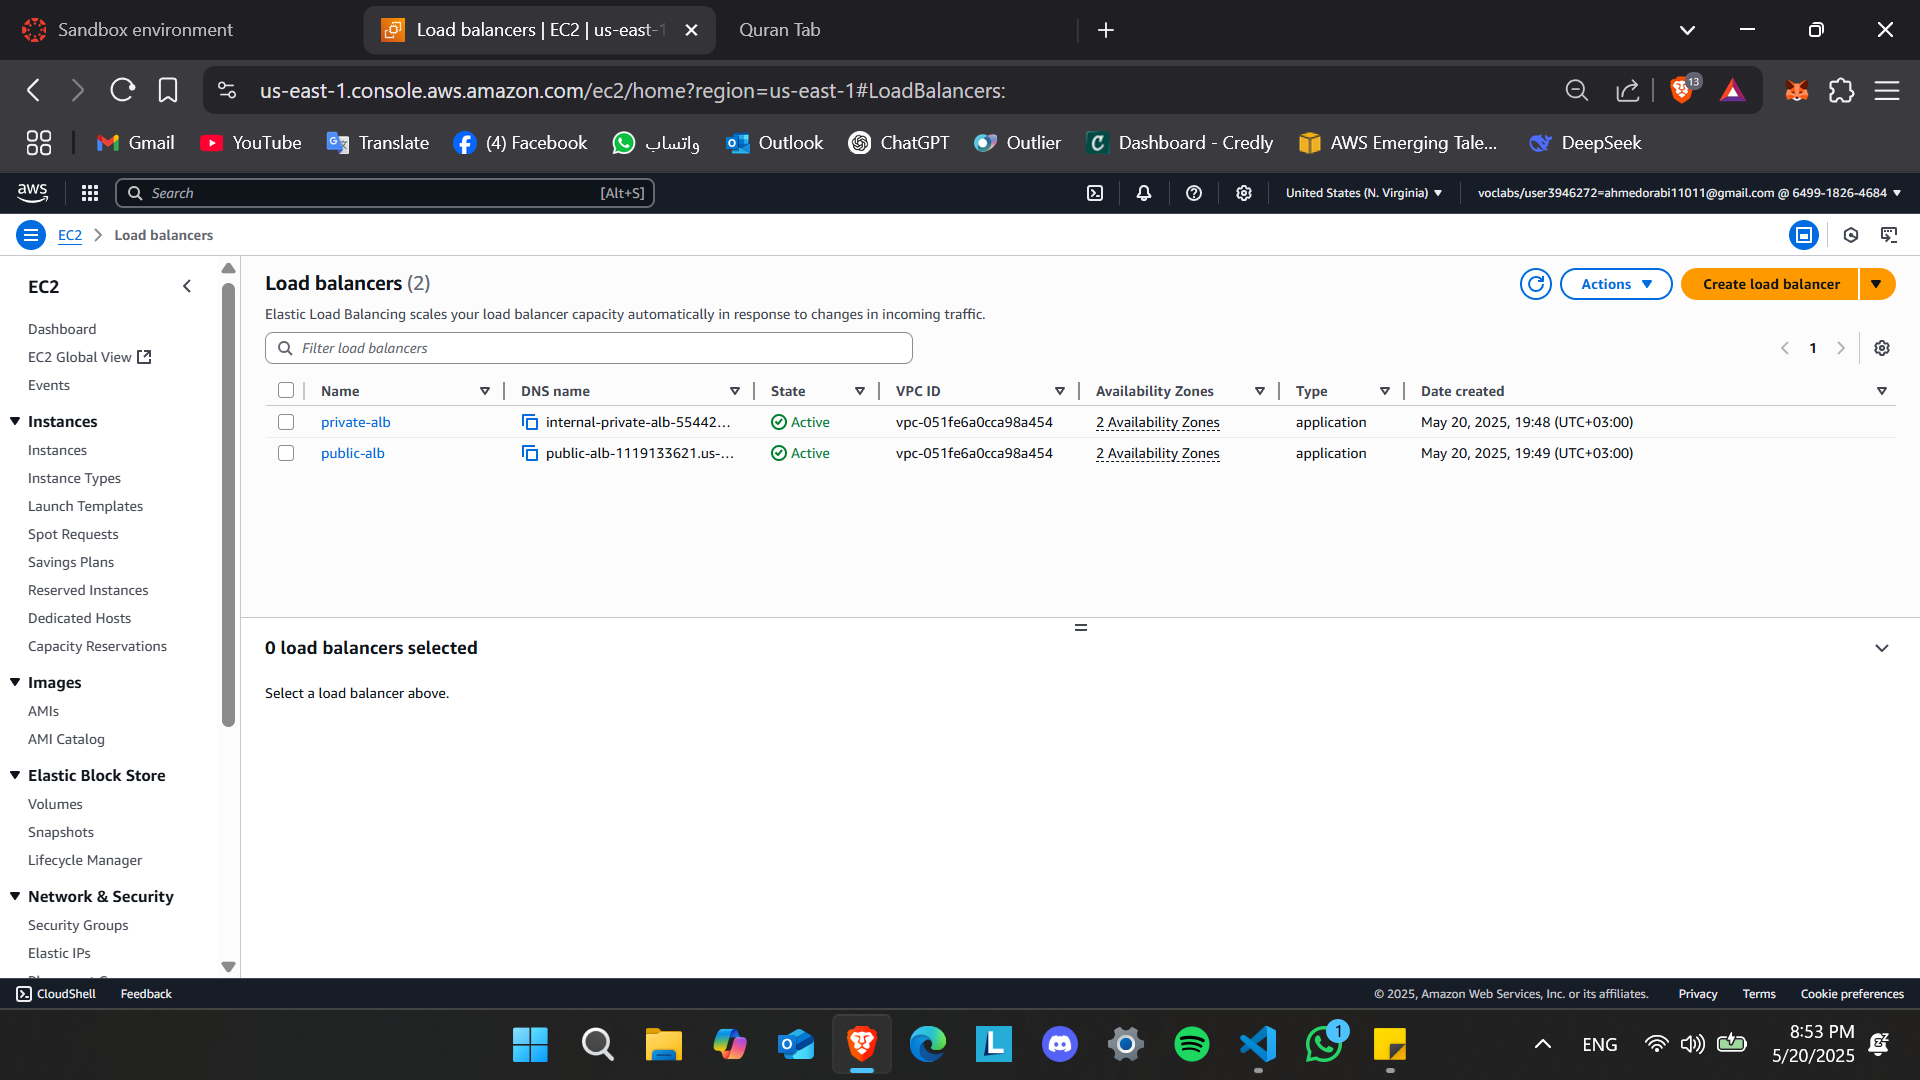 Sandbox environment
Load balancers | EC2 | us-east-1
Quran Tab
us-east-1.console.aws.amazon.com/ec2/home?region=us-east-1#LoadBalancers:
13
Gmail
YouTube
Translate
(4) Facebook
واتساب
Outlook
ChatGPT
Outlier
Dashboard - Credly
AWS Emerging Tale...
DeepSeek
aws
Search
[Alt+S]
United States (N. Virginia)
voclabs/user3946272=ahmedorabi11011@gmail.com @ 6499-1826-4684
EC2
Load balancers
EC2
Dashboard
EC2 Global View
Events
Instances
Instances
Instance Types
Launch Templates
Spot Requests
Savings Plans
Reserved Instances
Dedicated Hosts
Capacity Reservations
Images
AMIs
AMI Catalog
Elastic Block Store
Volumes
Snapshots
Lifecycle Manager
Network & Security
Security Groups
Elastic IPs
Load balancers (2)
Actions
Create load balancer
Elastic Load Balancing scales your load balancer capacity automatically in response to changes in incoming traffic.
Filter load balancers
1
Name DNS name State VPC ID Availability Zones Type Date created
private-alb internal-private-alb-55442... Active vpc-051fe6a0cca98a454 2 Availability Zones application May 20, 2025, 19:48 (UTC+03:00)
public-alb public-alb-1119133621.us-... Active vpc-051fe6a0cca98a454 2 Availability Zones application May 20, 2025, 19:49 (UTC+03:00)
0 load balancers selected
Select a load balancer above.
CloudShell
Feedback
© 2025, Amazon Web Services, Inc. or its affiliates.
Privacy
Terms
Cookie preferences
1
ENG
8:53 PM
5/20/2025